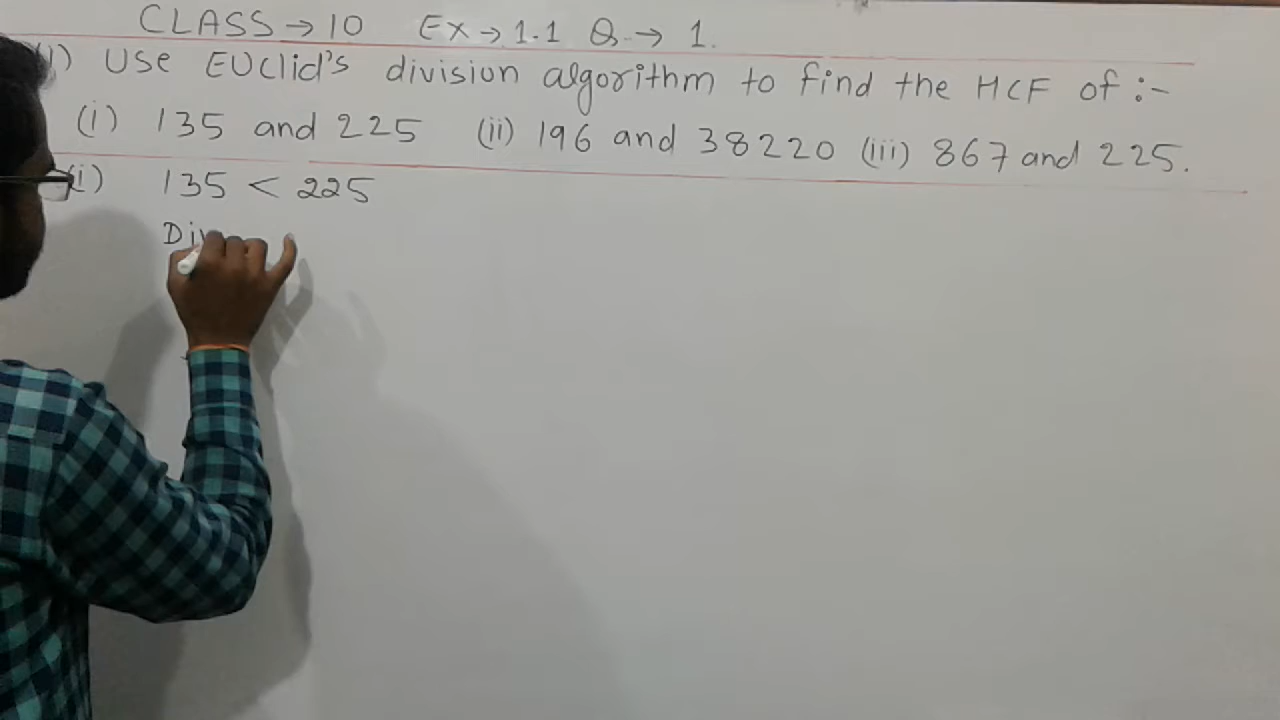 CLASS → 10 Ex → 1.1 Q. → 1.
1) Use EUClid's division algorithm to find the HCF of :-
(i) 135 and 225 (ii) 196 and 38220 (iii) 867 and 225.
(i) 135 < 225